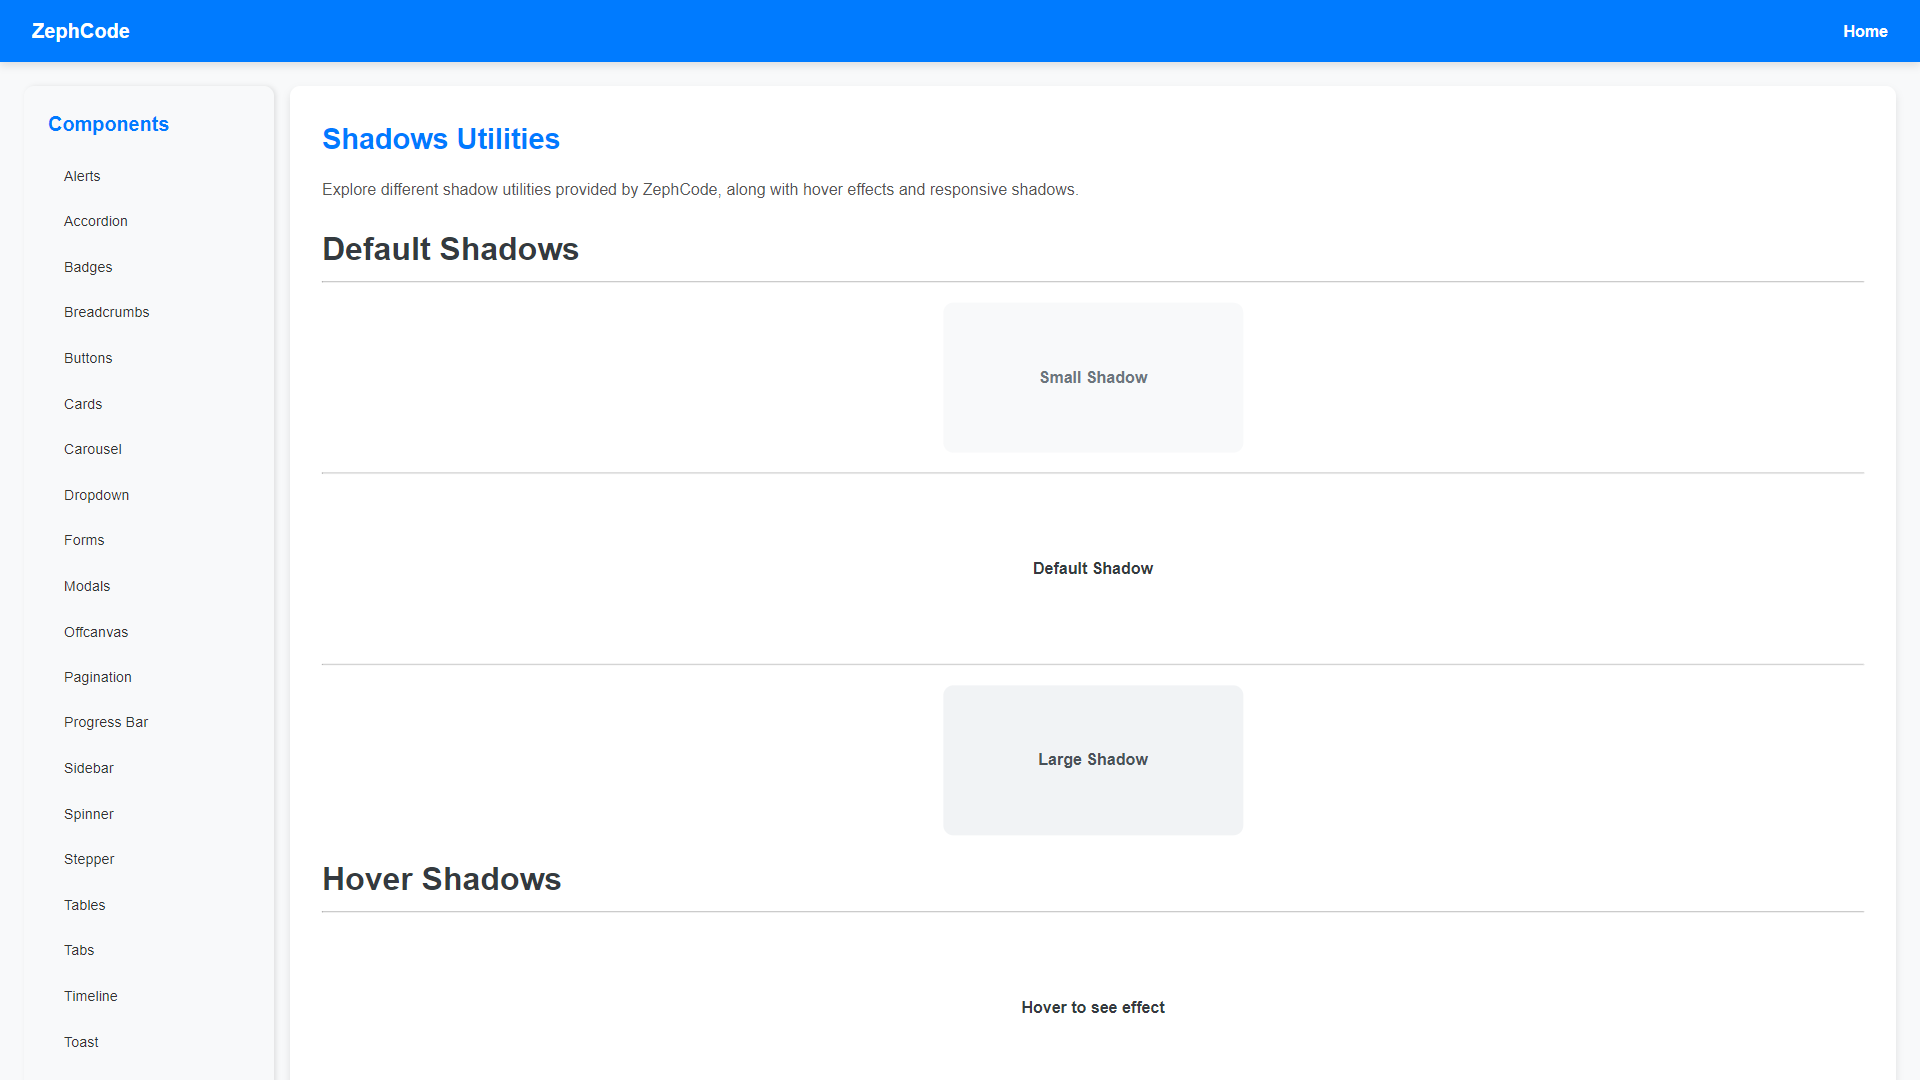 ZephCode
Home
Components
Alerts
Accordion
Badges
Breadcrumbs
Buttons
Cards
Carousel
Dropdown
Forms
Modals
Offcanvas
Pagination
Progress Bar
Sidebar
Spinner
Stepper
Tables
Tabs
Timeline
Toast
Shadows Utilities
Explore different shadow utilities provided by ZephCode, along with hover effects and responsive shadows.
Default Shadows
Small Shadow
Default Shadow
Large Shadow
Hover Shadows
Hover to see effect